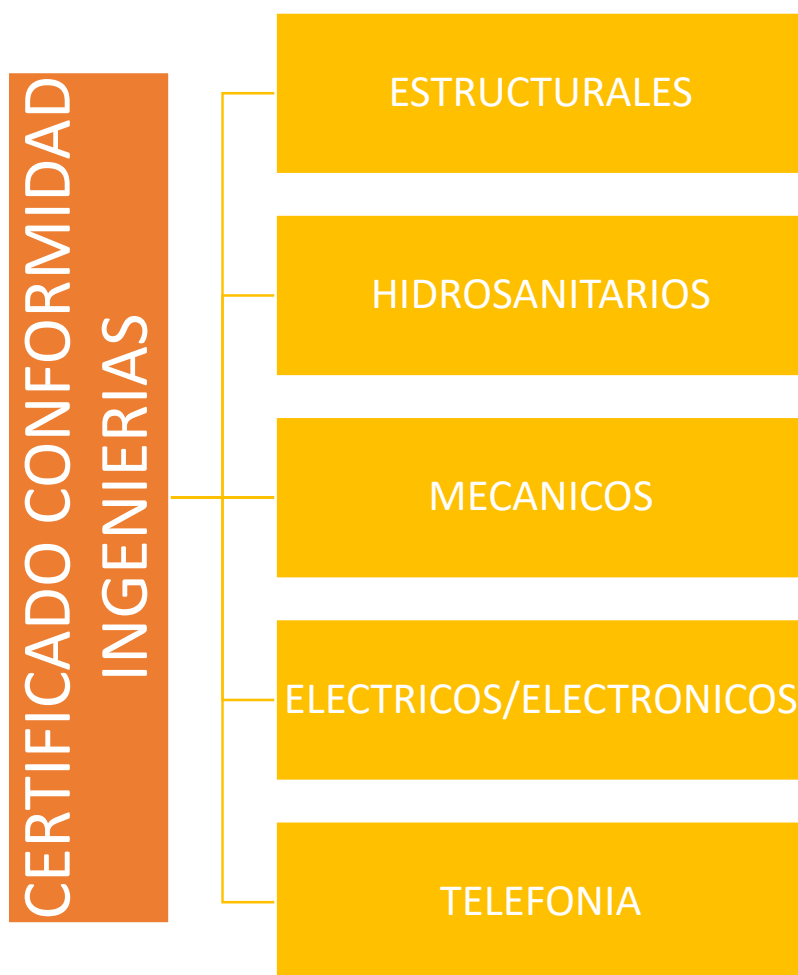 CERTIFICADO CONFORMIDAD
INGENIERIAS
ESTRUCTURALES
HIDROSANITARIOS
MECANICOS
ELECTRICOS/ELECTRONICOS
TELEFONIA